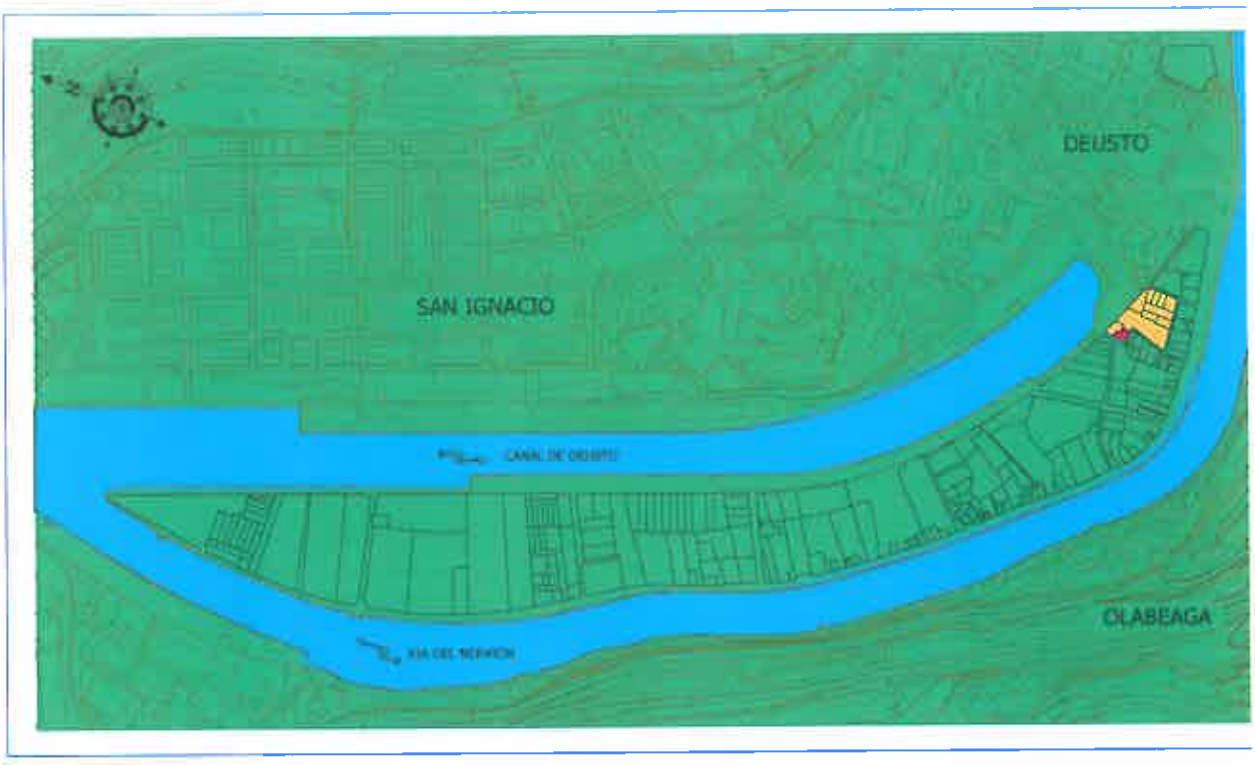 N
DEUSTO
SAN IGNACIO
CANAL DE DEUSTO
OLABEAGA
RIA DEL NERVION